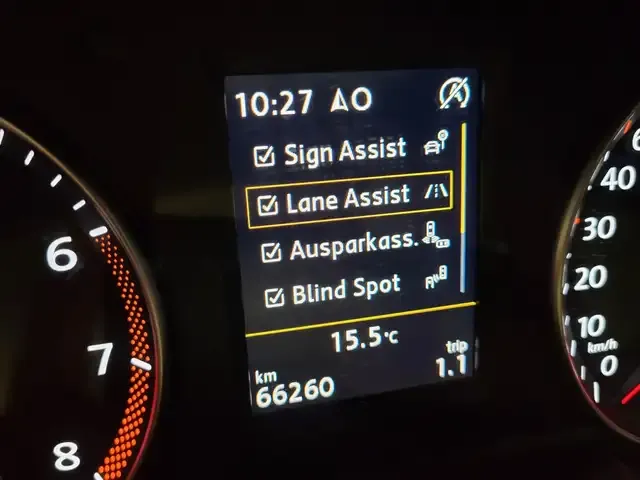 10:27 O
Sign Assist
Lane Assist
Ausparkass.
Blind Spot
15.5°C
km
66260
trip
1.1
6
7
8
40
30
20
10
km/h
0